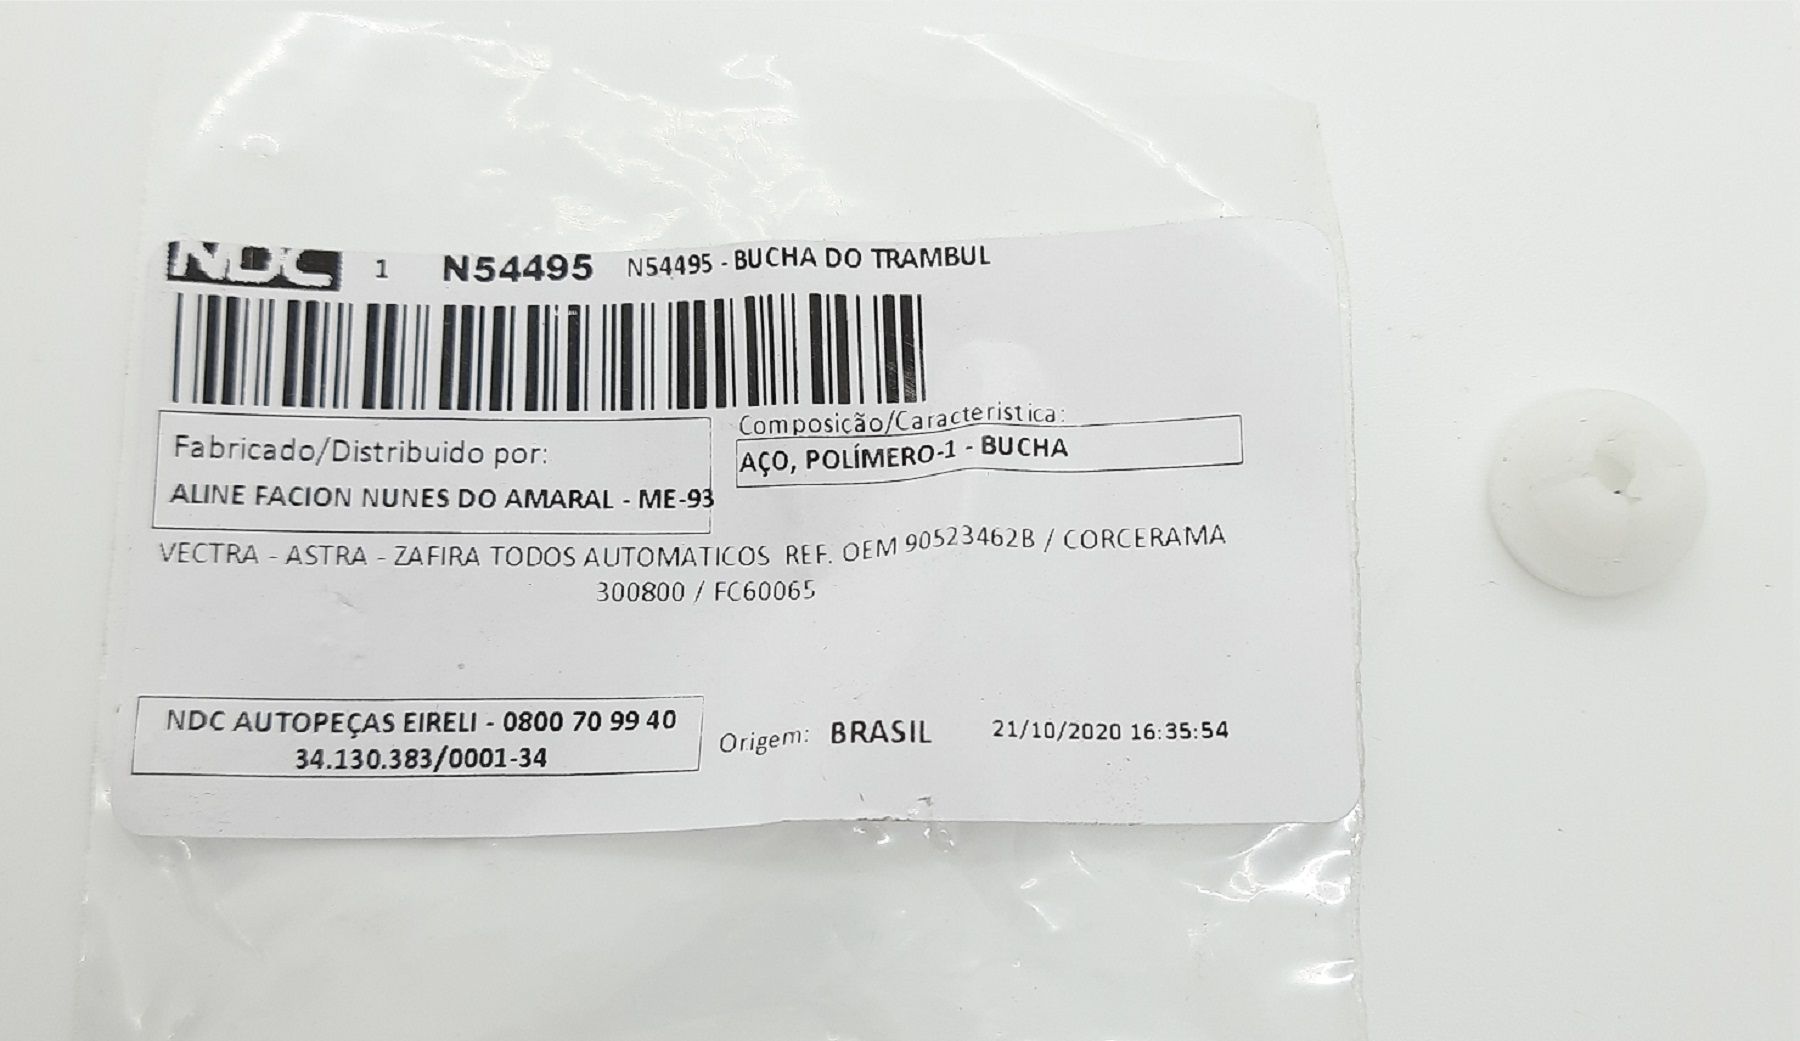 NDC 1 N54495 N54495 - BUCHA DO TRAMBUL
Composição/Característica:
Fabricado/Distribuido por:
AÇO, POLÍMERO-1 - BUCHA
ALINE FACION NUNES DO AMARAL - ME-93
VECTRA - ASTRA - ZAFIRA TODOS AUTOMATICOS REF. OEM 90523462B / CORCERAMA
300800 / FC60065
NDC AUTOPEÇAS EIRELI - 0800 70 99 40
34.130.383/0001-34
Origem: BRASIL 21/10/2020 16:35:54